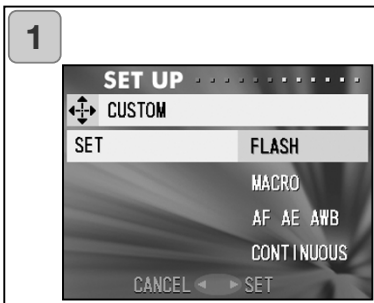 1
SET UP
CUSTOM
SET FLASH
MACRO
AF AE AWB
CONTINUOUS
CANCEL SET